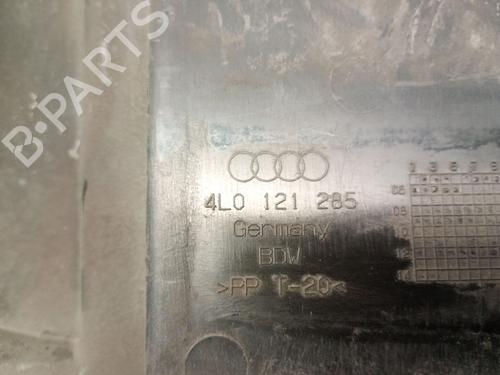 B-PARTS
4L0 121 285
Germany
BDW
>PP T-20<